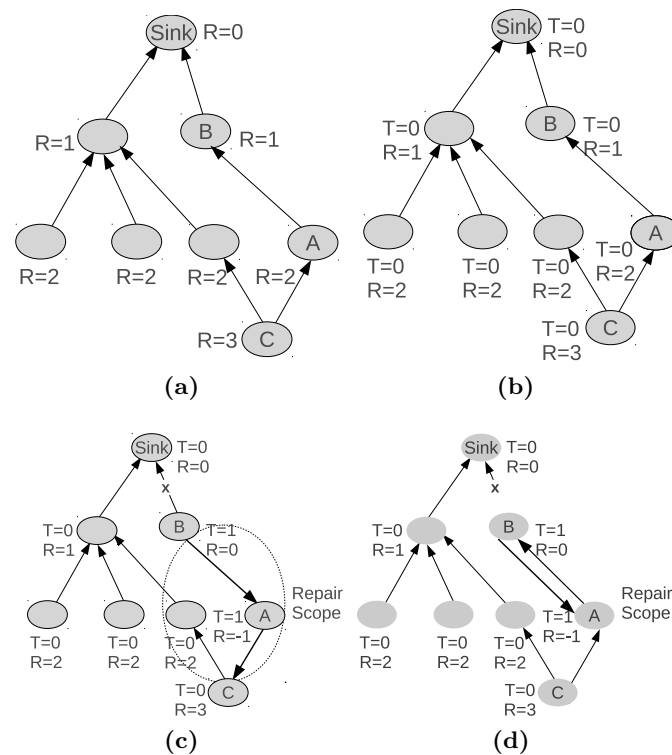 Sink R=0
R=1 B R=1
R=2 R=2 R=2 R=2 A
R=3 C
(a)
Sink T=0
R=0
T=0 B T=0
R=1 R=1
T=0 T=0 T=0 T=0 A
R=2 R=2 R=2 R=2
T=0 C
R=3
(b)
Sink T=0
R=0
x
T=0 B T=1
R=1 R=0
T=1 A Repair
R=-1 Scope
T=0 T=0 T=0
R=2 R=2 R=2
T=0 C
R=3
(c)
Sink T=0
R=0
x
T=0 B T=1
R=1 R=0
T=1 A Repair
R=-1 Scope
T=0 T=0 T=0
R=2 R=2 R=2
T=0 C
R=3
(d)